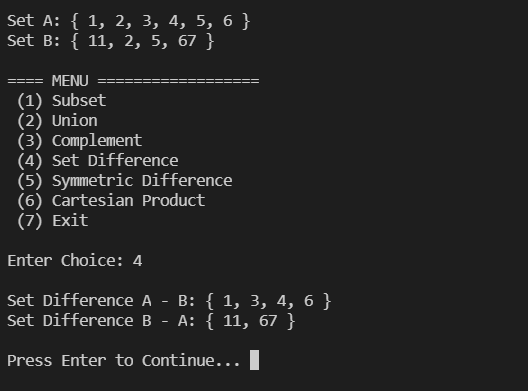 Set A: { 1, 2, 3, 4, 5, 6 }
Set B: { 11, 2, 5, 67 }
==== MENU ==================
(1) Subset
(2) Union
(3) Complement
(4) Set Difference
(5) Symmetric Difference
(6) Cartesian Product
(7) Exit
Enter Choice: 4
Set Difference A - B: { 1, 3, 4, 6 }
Set Difference B - A: { 11, 67 }
Press Enter to Continue...